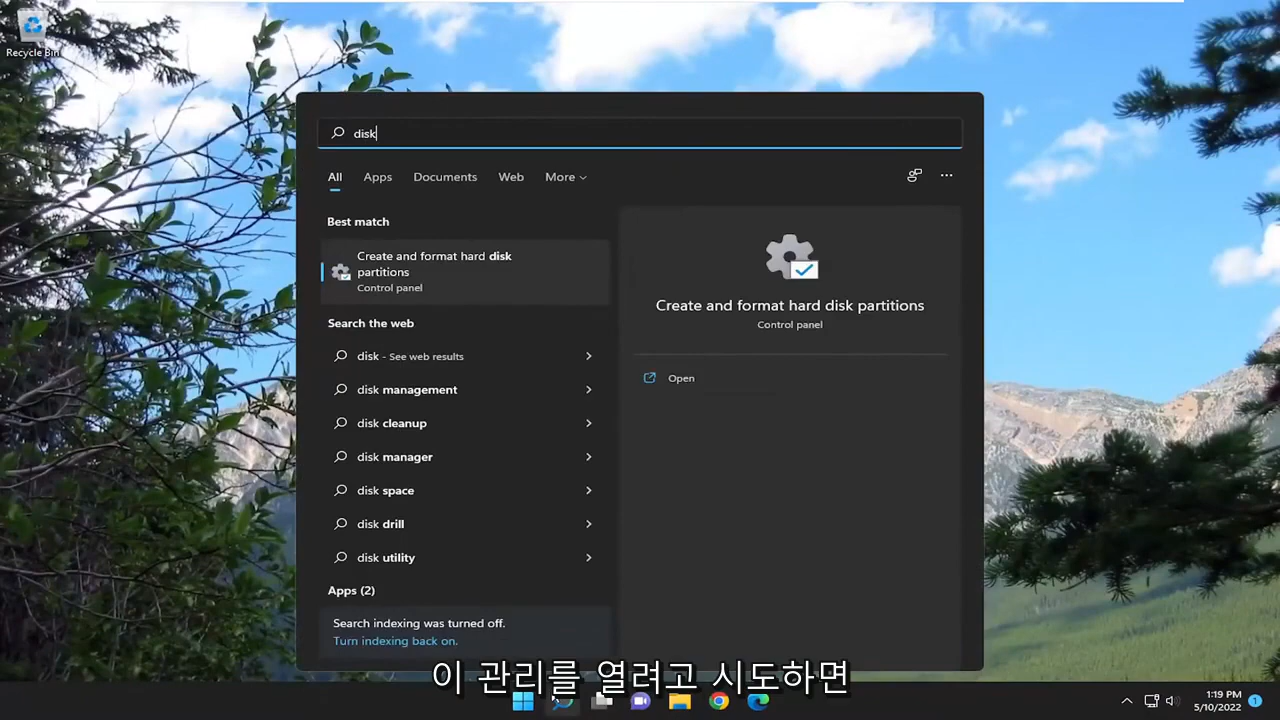 Recycle Bin
disk
All Apps Documents Web More
Best match
Create and format hard disk
partitions
Control panel
Search the web
disk - See web results
disk management
disk cleanup
disk manager
disk space
disk drill
disk utility
Apps (2)
Search indexing was turned off.
Turn indexing back on.
Create and format hard disk partitions
Control panel
Open
이 관리를 열려고 시도하면
1:19 PM
5/10/2022
1